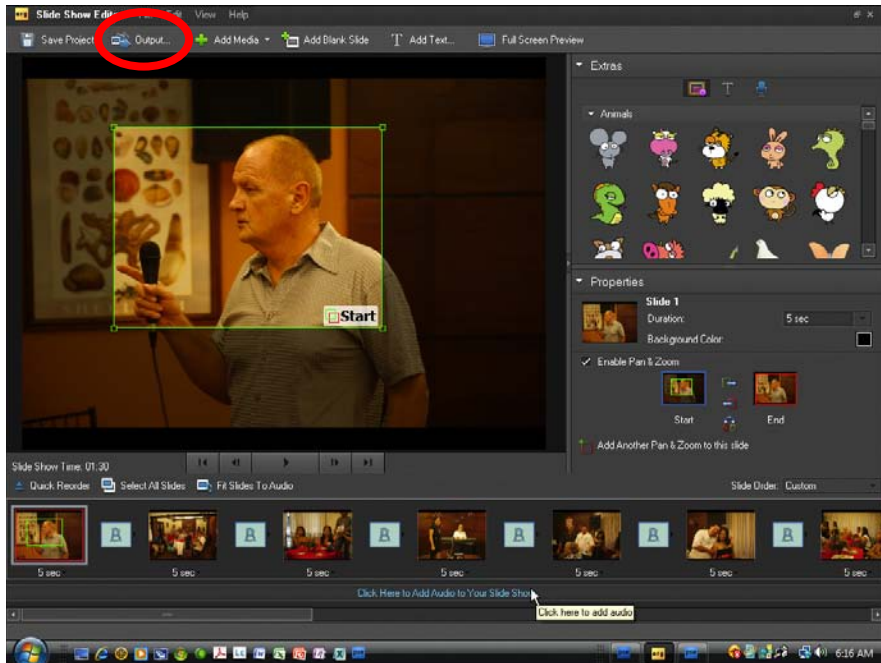 org Slide Show Edit Edit View Help
Save Project Output... Add Media Add Blank Slide T Add Text... Full Screen Preview
Extras
T
Animals
Start
Properties
Slide 1
Duration: 5 sec
Background Color:
Enable Pan & Zoom
Start End
Add Another Pan & Zoom to this slide
Slide Show Time: 01:30
Quick Reorder Select All Slides Fit Slides To Audio Slide Order: Custom
A B A B A B A B A B A B
5 sec 5 sec 5 sec 5 sec 5 sec 5 sec 5 sec
Click Here to Add Audio to Your Slide Show
Click here to add audio
org 6:16 AM